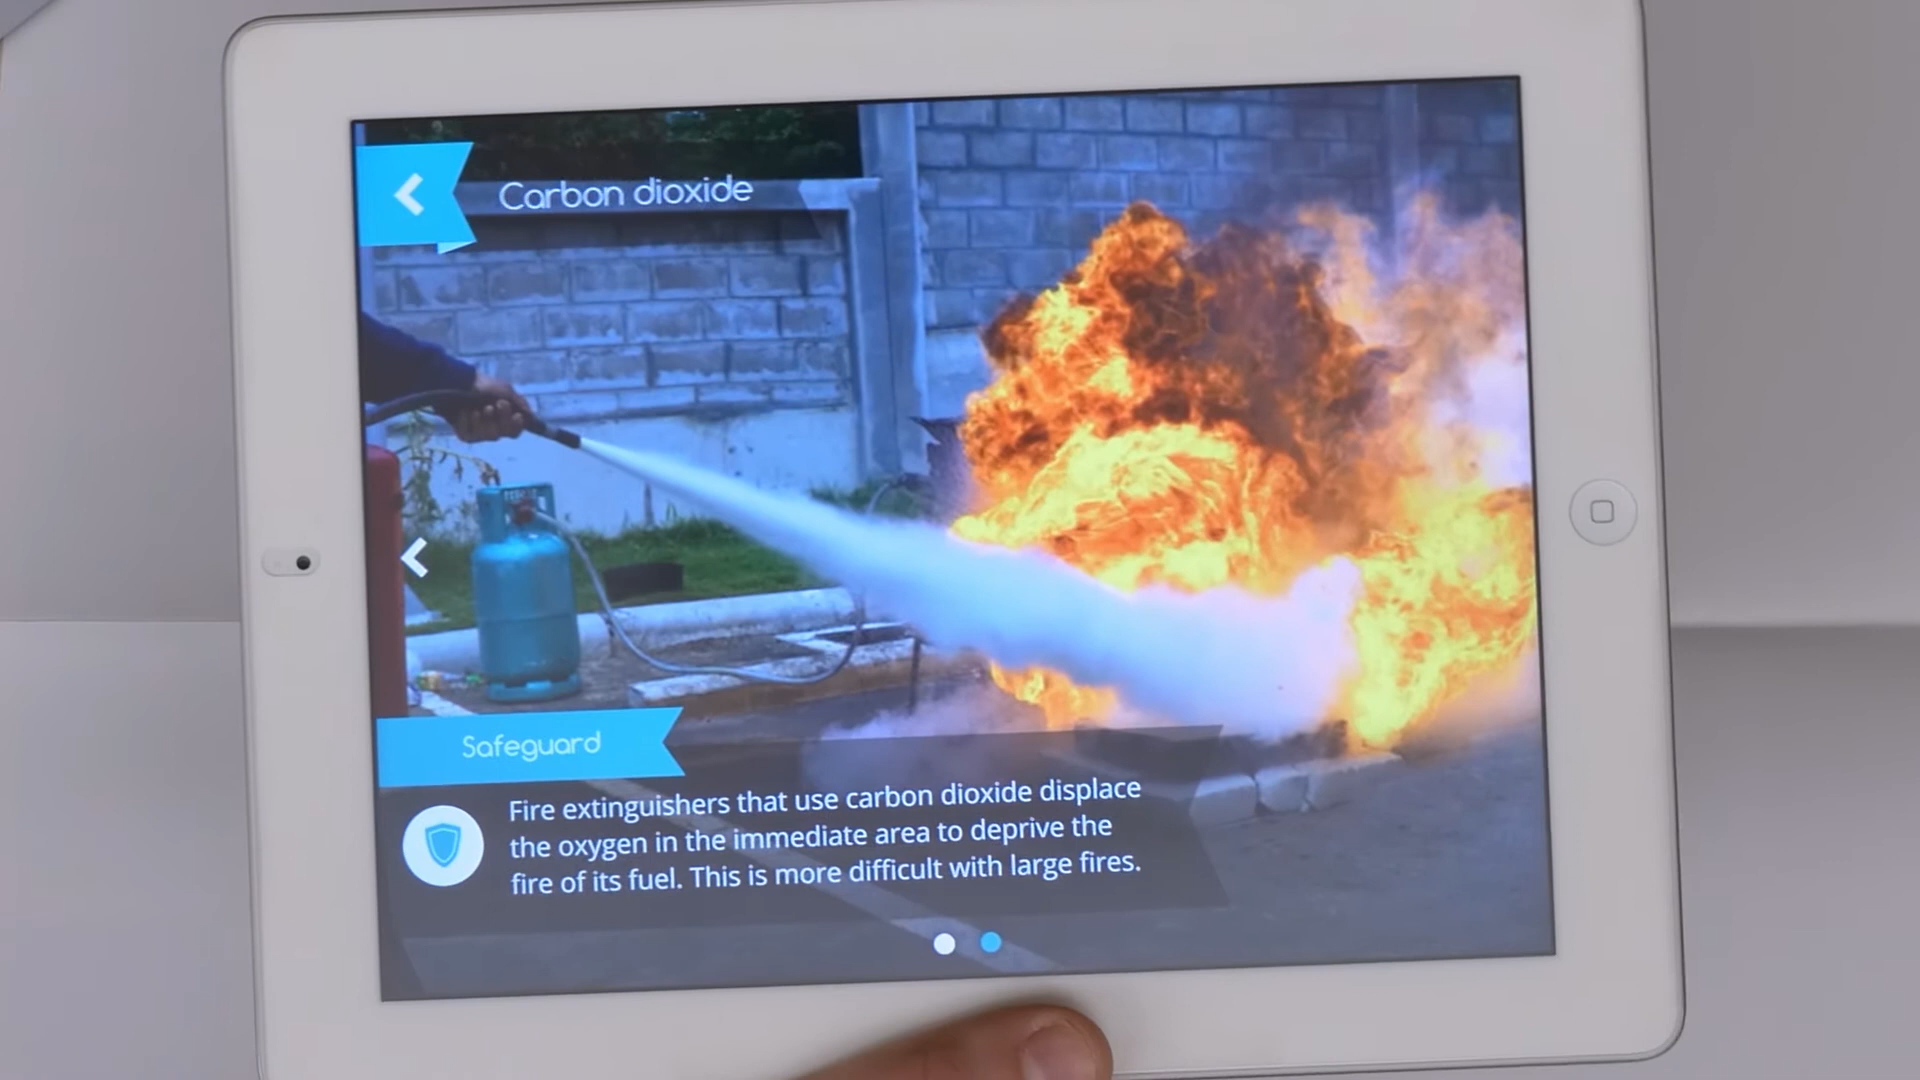 Carbon dioxide
Safeguard
Fire extinguishers that use carbon dioxide displace
the oxygen in the immediate area to deprive the
fire of its fuel. This is more difficult with large fires.